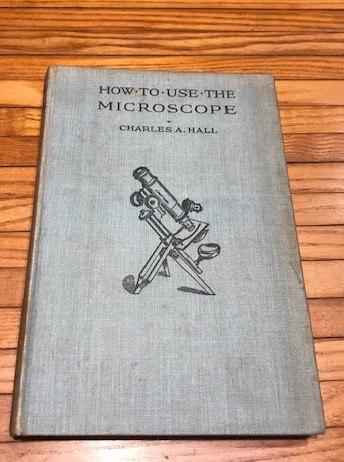 HOW·TO·USE·THE
MICROSCOPE
CHARLES A. HALL